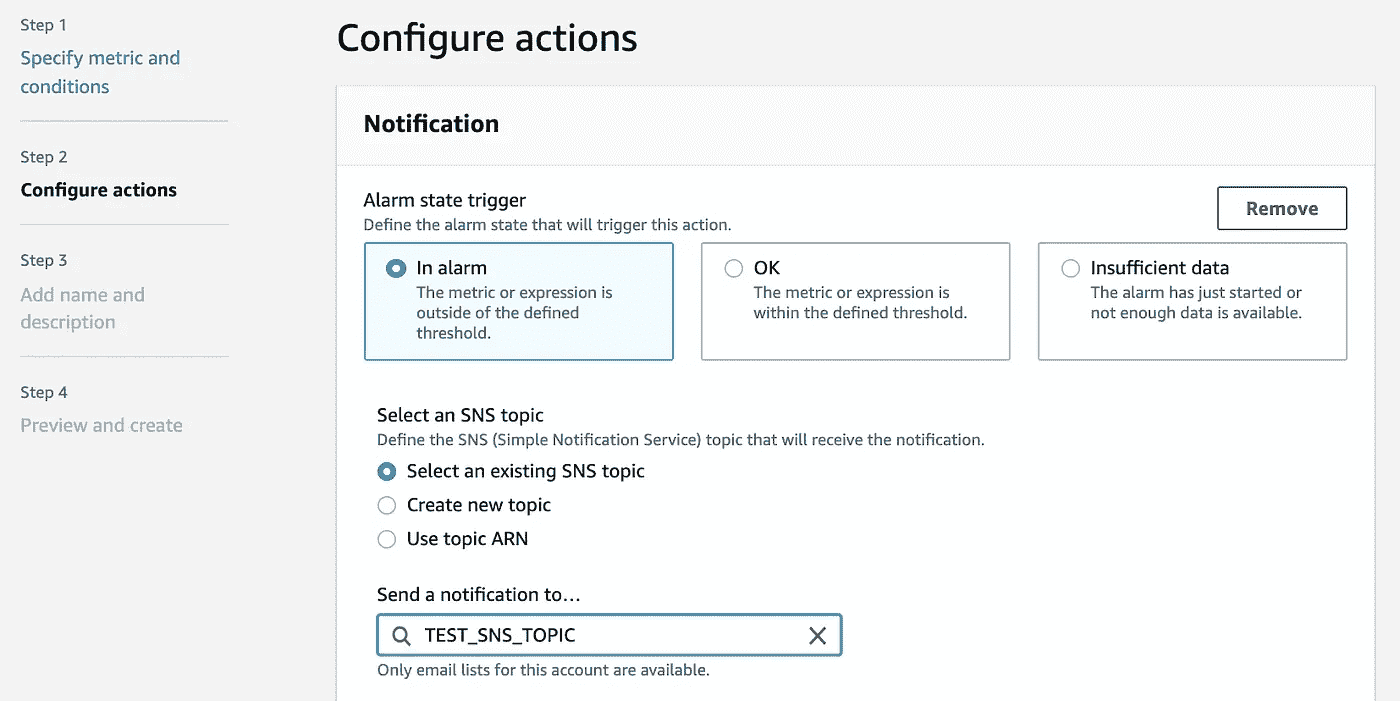 Step 1
Specify metric and
conditions
Step 2
Configure actions
Step 3
Add name and
description
Step 4
Preview and create
Configure actions
Notification
Alarm state trigger
Define the alarm state that will trigger this action.
Remove
In alarm
The metric or expression is
outside of the defined
threshold.
OK
The metric or expression is
within the defined threshold.
Insufficient data
The alarm has just started or
not enough data is available.
Select an SNS topic
Define the SNS (Simple Notification Service) topic that will receive the notification.
Select an existing SNS topic
Create new topic
Use topic ARN
Send a notification to…
TEST_SNS_TOPIC
Only email lists for this account are available.